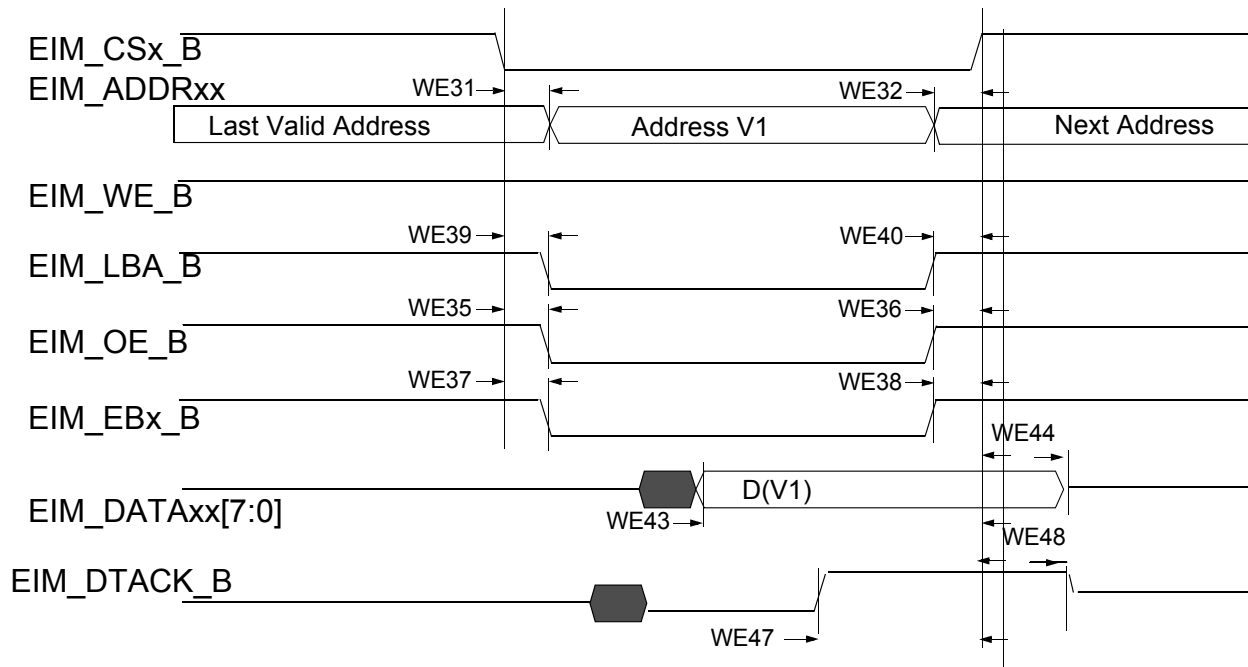 EIM_CSx_B
EIM_ADDRxx
WE31
WE32
Last Valid Address
Address V1
Next Address
EIM_WE_B
WE39
WE40
EIM_LBA_B
WE35
WE36
EIM_OE_B
WE37
WE38
EIM_EBx_B
WE44
D(V1)
EIM_DATAxx[7:0]
WE43
WE48
EIM_DTACK_B
WE47